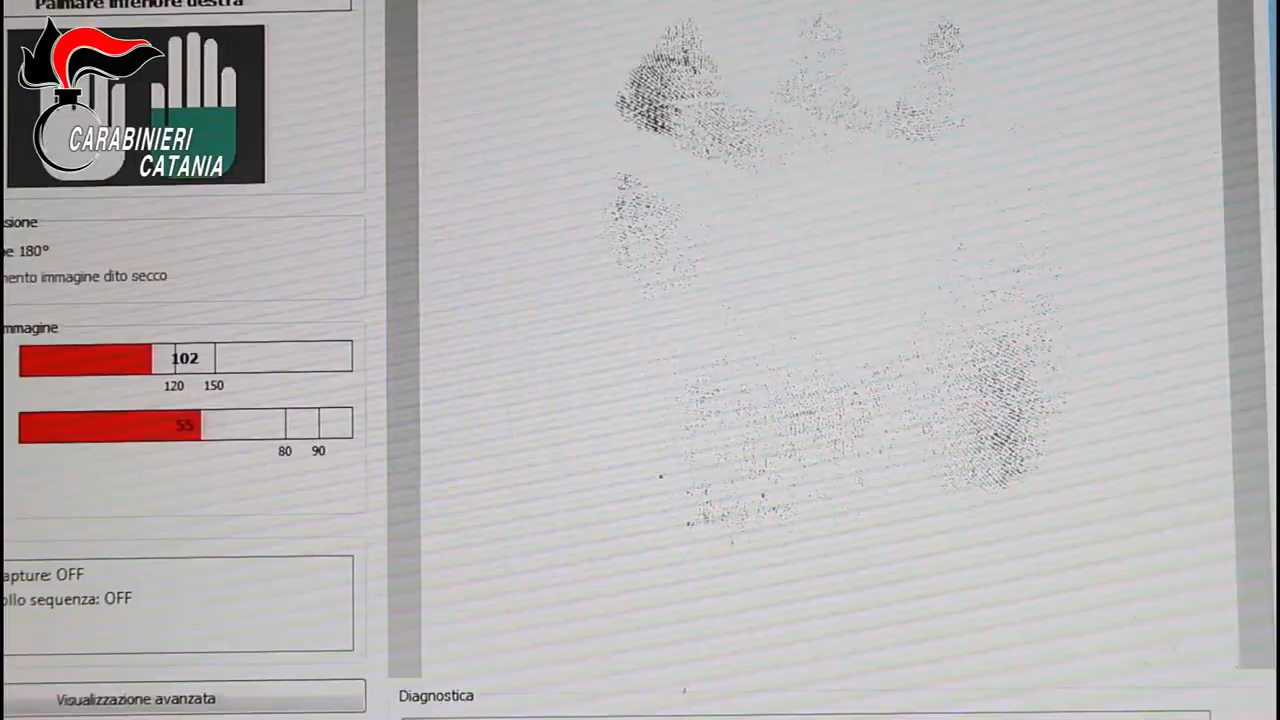 Palmare inferiore destra
CARABINIERI
CATANIA
sione
e 180°
mento immagine dito secco
mmagine
102
120 150
55
80 90
apture: OFF
ollo sequenza: OFF
Visualizzazione avanzata
Diagnostica